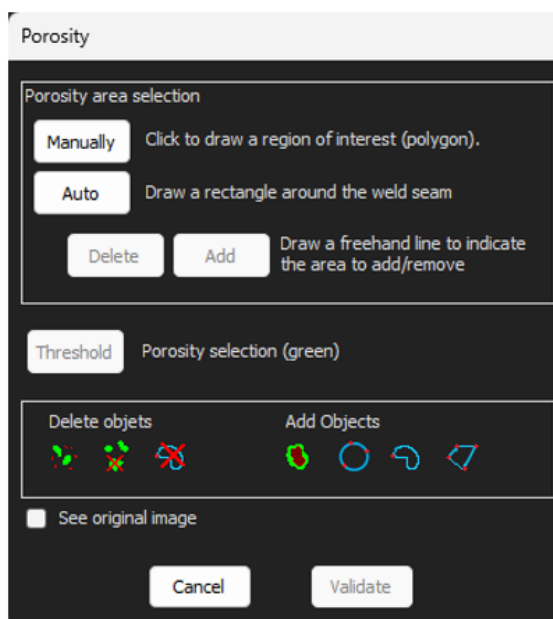 Porosity
Porosity area selection
Manually Click to draw a region of interest (polygon).
Auto Draw a rectangle around the weld seam
Delete Add Draw a freehand line to indicate
the area to add/remove
Threshold Porosity selection (green)
Delete objets Add Objects
See original image
Cancel Validate